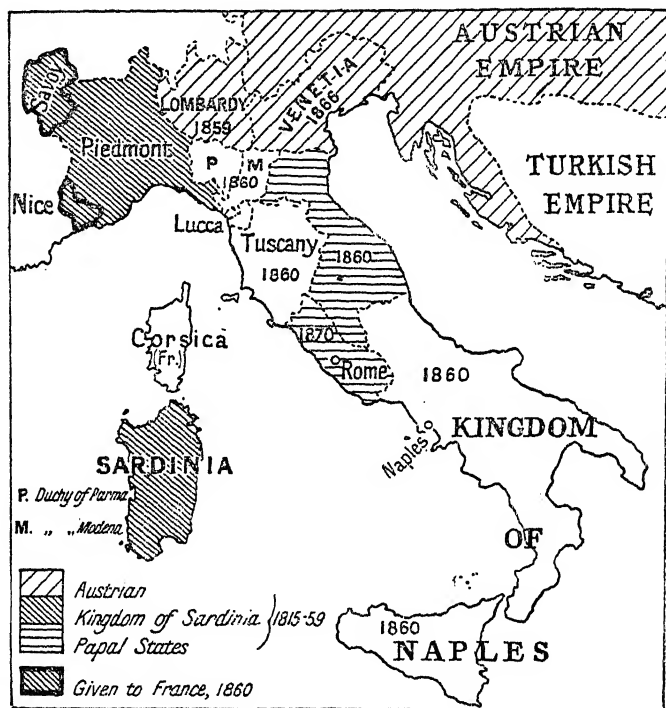 AUSTRIAN
EMPIRE
Savoy
LOMBARDY
1859
VENETIA
1866
Piedmont
P
M
1860
TURKISH
EMPIRE
Nice
Lucca
Tuscany
1860
1860
Corsica
(Fr.)
1870
Rome
1860
KINGDOM
Naples
SARDINIA
P. Duchy of Parma
M. „ „ Modena
OF
1860
NAPLES
Austrian
Kingdom of Sardinia } 1815-59
Papal States
Given to France, 1860